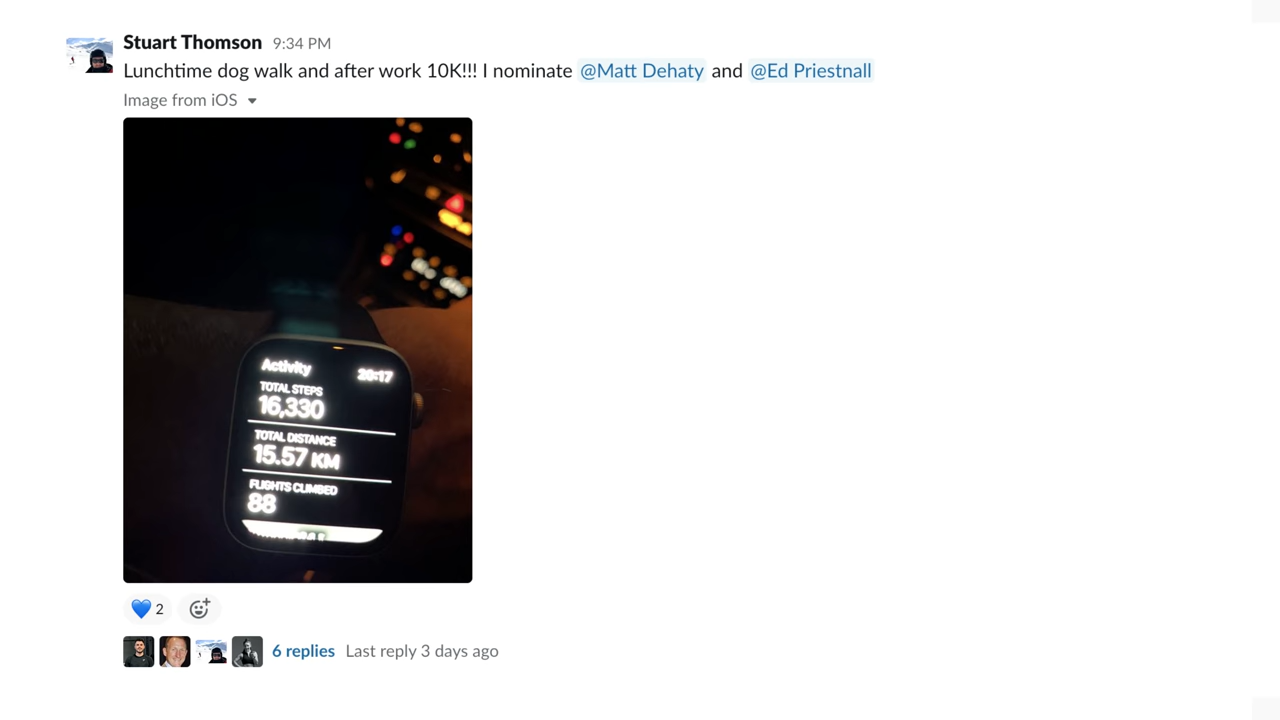 Stuart Thomson 9:34 PM
Lunchtime dog walk and after work 10K!!! I nominate @Matt Dehaty and @Ed Priestnall
Image from iOS
Activity
20:17
TOTAL STEPS
16,330
TOTAL DISTANCE
15.57 KM
FLIGHTS CLIMBED
88
2
6 replies Last reply 3 days ago